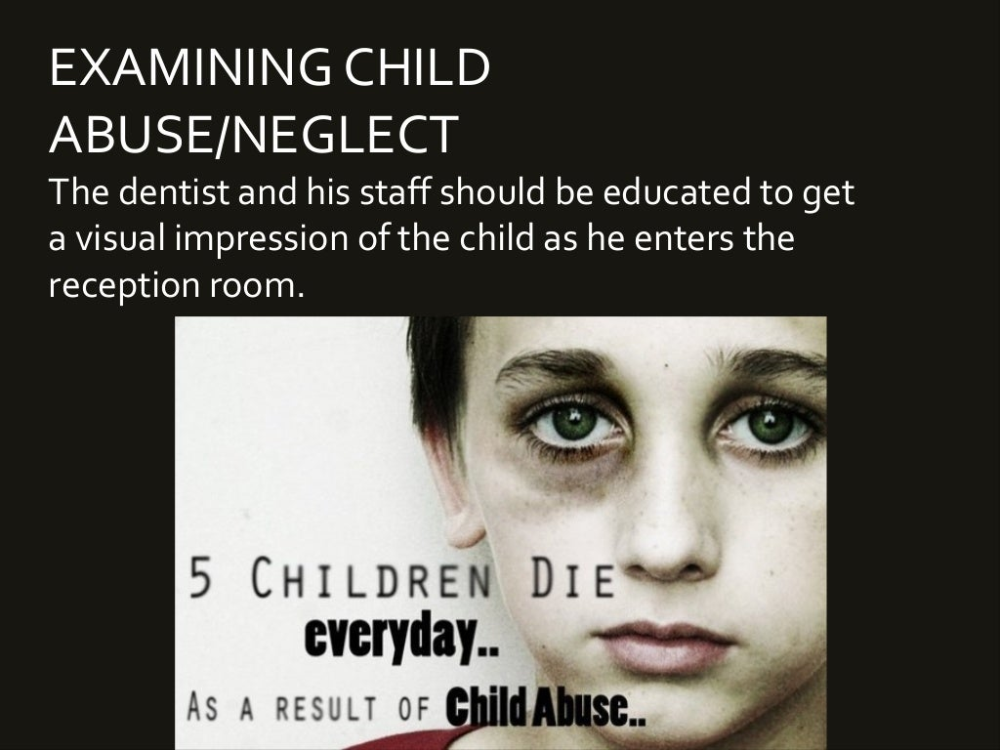 EXAMINING CHILD
ABUSE/NEGLECT
The dentist and his staff should be educated to get
a visual impression of the child as he enters the
reception room.
5 CHILDREN DIE
everyday..
AS A RESULT OF Child Abuse..